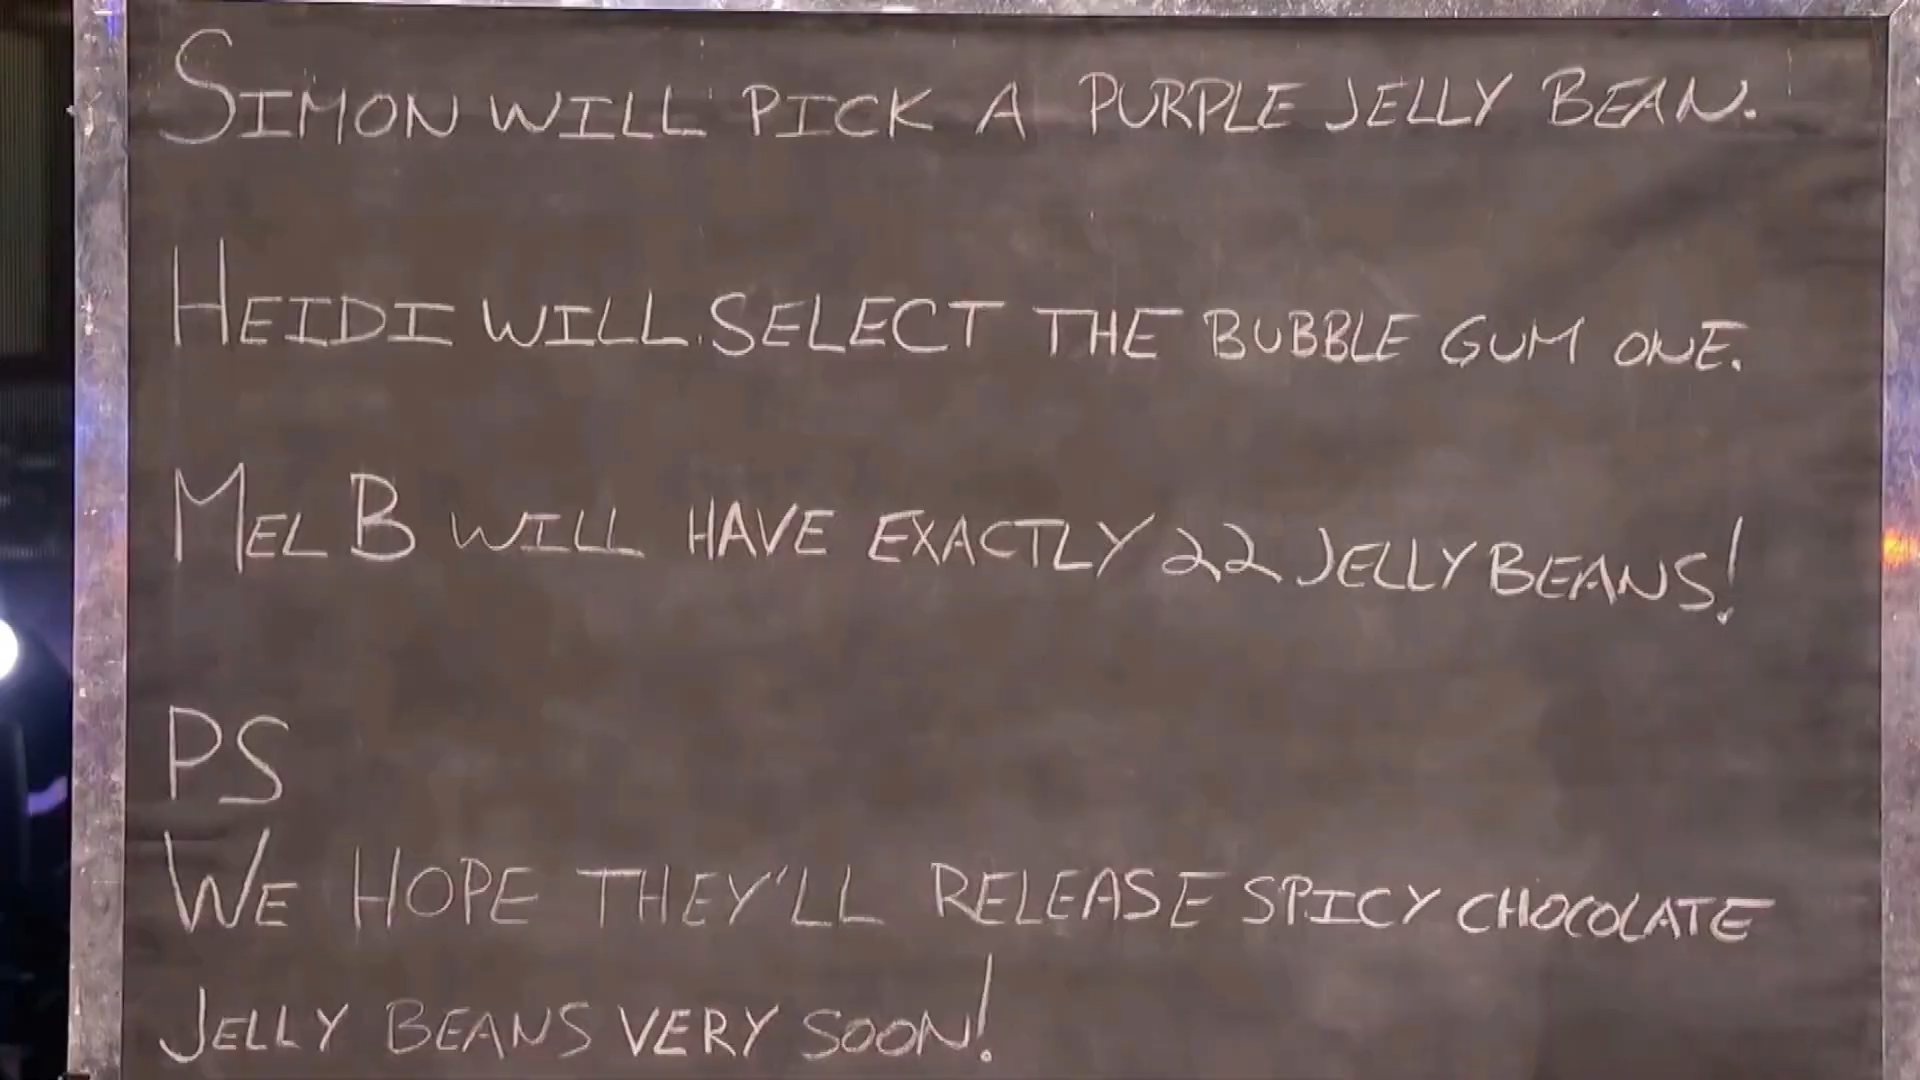 SIMON WILL PICK A PURPLE JELLY BEAN.
HEIDI WILL SELECT THE BUBBLE GUM ONE.
MEL B WILL HAVE EXACTLY 22 JELLY BEANS!
PS
WE HOPE THEY'LL RELEASE SPICY CHOCOLATE
JELLY BEANS VERY SOON!